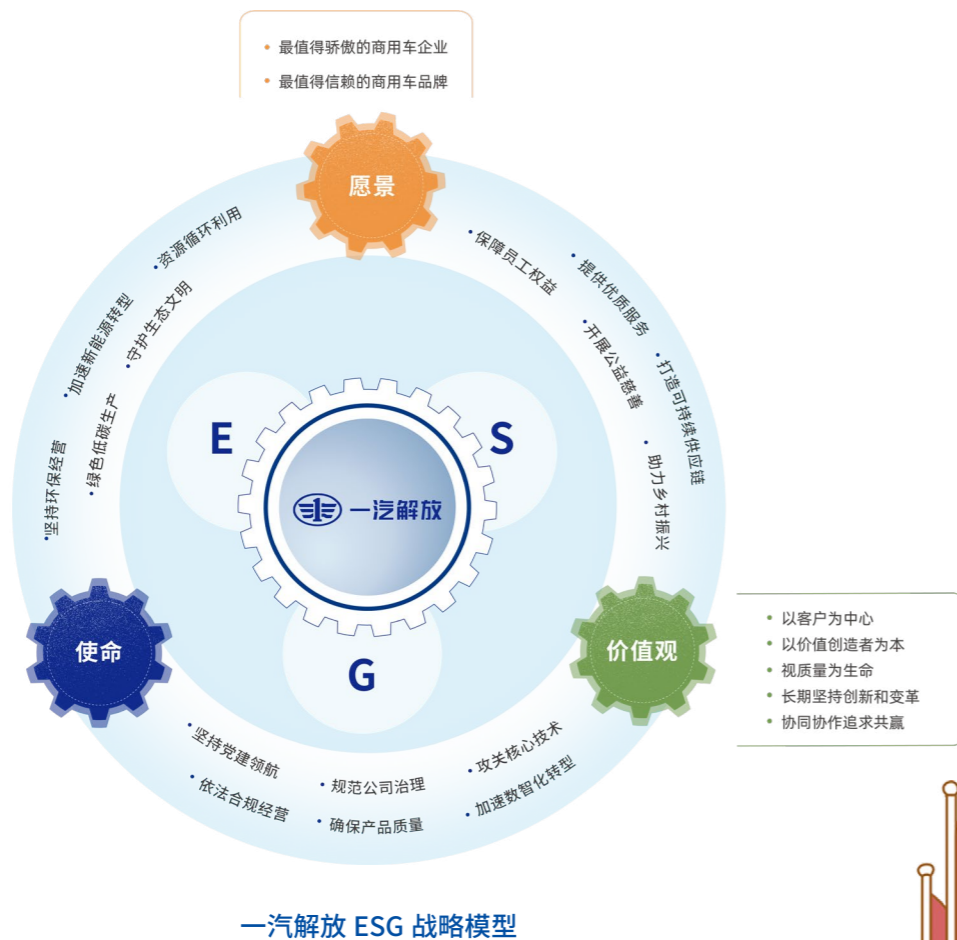 • 最值得骄傲的商用车企业
• 最值得信赖的商用车品牌
愿景
• 资源循环利用
• 守护生态文明
• 加速新能源转型
• 绿色低碳生产
• 坚持环保经营
• 保障员工权益
• 提供优质服务
• 开展公益慈善
• 打造可持续供应链
• 助力乡村振兴
E
S
一汽解放
G
使命
价值观
• 以客户为中心
• 以价值创造者为本
• 视质量为生命
• 长期坚持创新和变革
• 协同协作追求共赢
• 坚持党建领航
• 依法合规经营
• 规范公司治理
• 确保产品质量
• 攻关核心技术
• 加速数智化转型
一汽解放 ESG 战略模型